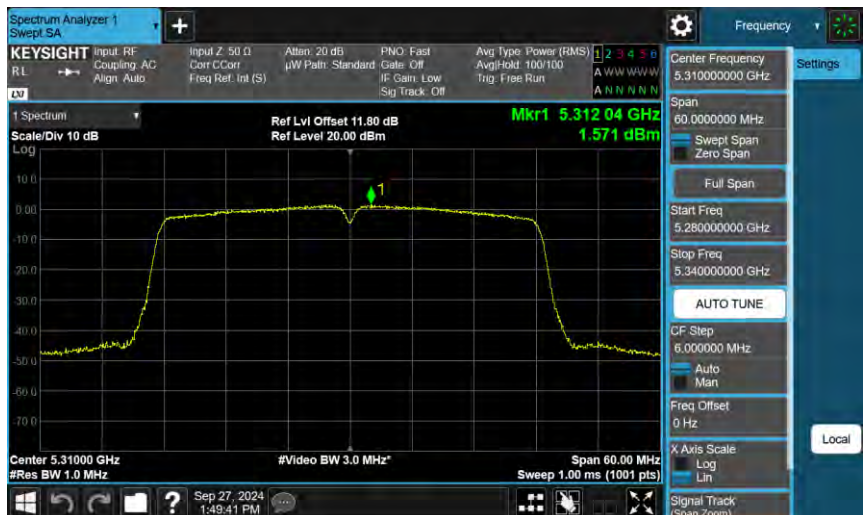 Spectrum Analyzer 1
Swept SA
Frequency
KEYSIGHT
RL
LXI
Input: RF
Coupling: AC
Align: Auto
Input Z: 50 Ω
Corr CCorr
Freq Ref: Int (S)
Atten: 20 dB
µW Path: Standard
PNO: Fast
Gate: Off
IF Gain: Low
Sig Track: Off
Avg Type: Power (RMS)
Avg|Hold: 100/100
Trig: Free Run
1 2 3 4 5 6
A W W W W W
A N N N N N
1 Spectrum
Scale/Div 10 dB
Log
Ref Lvl Offset 11.80 dB
Ref Level 20.00 dBm
Mkr1 5.312 04 GHz
1.571 dBm
1
10.0
0.00
-10.0
-20.0
-30.0
-40.0
-50.0
-60.0
-70.0
Center 5.31000 GHz
#Res BW 1.0 MHz
#Video BW 3.0 MHz*
Span 60.00 MHz
Sweep 1.00 ms (1001 pts)
Sep 27, 2024
1:49:41 PM
Center Frequency
5.310000000 GHz
Span
60.0000000 MHz
Swept Span
Zero Span
Full Span
Start Freq
5.280000000 GHz
Stop Freq
5.340000000 GHz
AUTO TUNE
CF Step
6.000000 MHz
Auto
Man
Freq Offset
0 Hz
X Axis Scale
Log
Lin
Signal Track
(Span Zoom)
Settings
Local